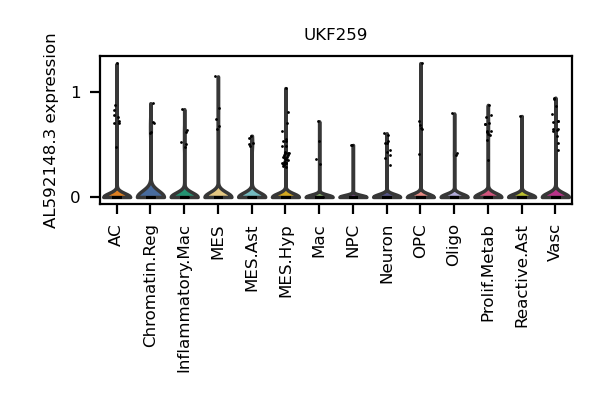 UKF259
AL592148.3 expression
1
0
AC
Chromatin.Reg
Inflammatory.Mac
MES
MES.Ast
MES.Hyp
Mac
NPC
Neuron
OPC
Oligo
Prolif.Metab
Reactive.Ast
Vasc